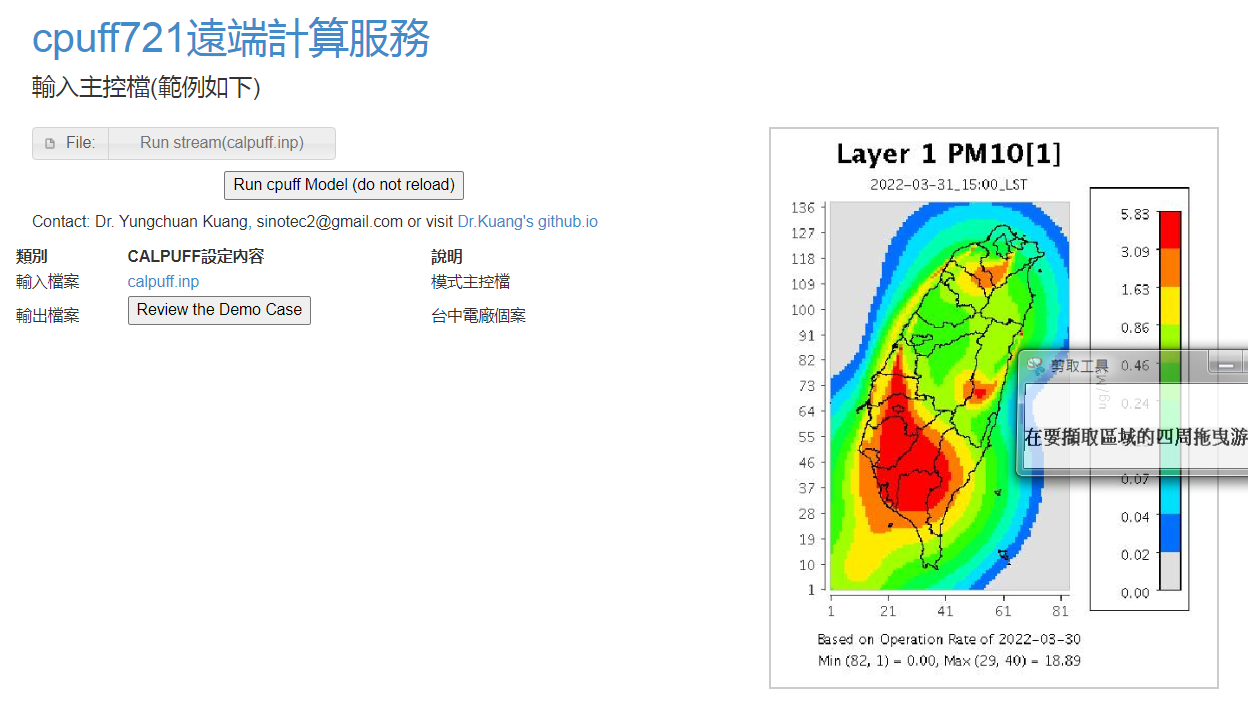 cpuff721遠端計算服務
輸入主控檔(範例如下)
File: Run stream(calpuff.inp)
Run cpuff Model (do not reload)
Contact: Dr. Yungchuan Kuang, sinotec2@gmail.com or visit Dr.Kuang's github.io
類別 CALPUFF設定內容 說明
輸入檔案 calpuff.inp 模式主控檔
輸出檔案 Review the Demo Case 台中電廠個案
Layer 1 PM10[1]
2022-03-31_15:00_LST
136
127
118
109
100
91
82
73
64
55
46
37
28
19
10
1
1 21 41 61 81
5.83
3.09
1.63
0.86
0.46
0.24
0.07
0.04
0.02
0.00
剪取工具
在要擷取區域的四周拖曳游
Based on Operation Rate of 2022-03-30
Min (82, 1) = 0.00, Max (29, 40) = 18.89